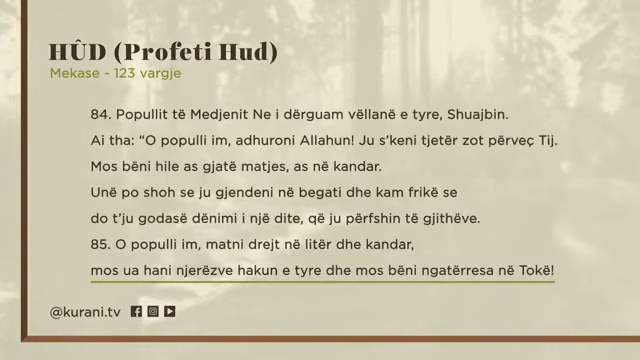 HÛD (Profeti Hud)
Mekase - 123 vargje
84. Popullit të Medjenit Ne i dërguam vëllanë e tyre, Shuajbin.
Ai tha: “O populli im, adhuroni Allahun! Ju s’keni tjetër zot përveç Tij.
Mos bëni hile as gjatë matjes, as në kandar.
Unë po shoh se ju gjendeni në begati dhe kam frikë se
do t’ju godasë dënimi i një dite, që ju përfshin të gjithëve.
85. O populli im, matni drejt në litër dhe kandar,
mos ua hani njerëzve hakun e tyre dhe mos bëni ngatërresa në Tokë!
@kurani.tv